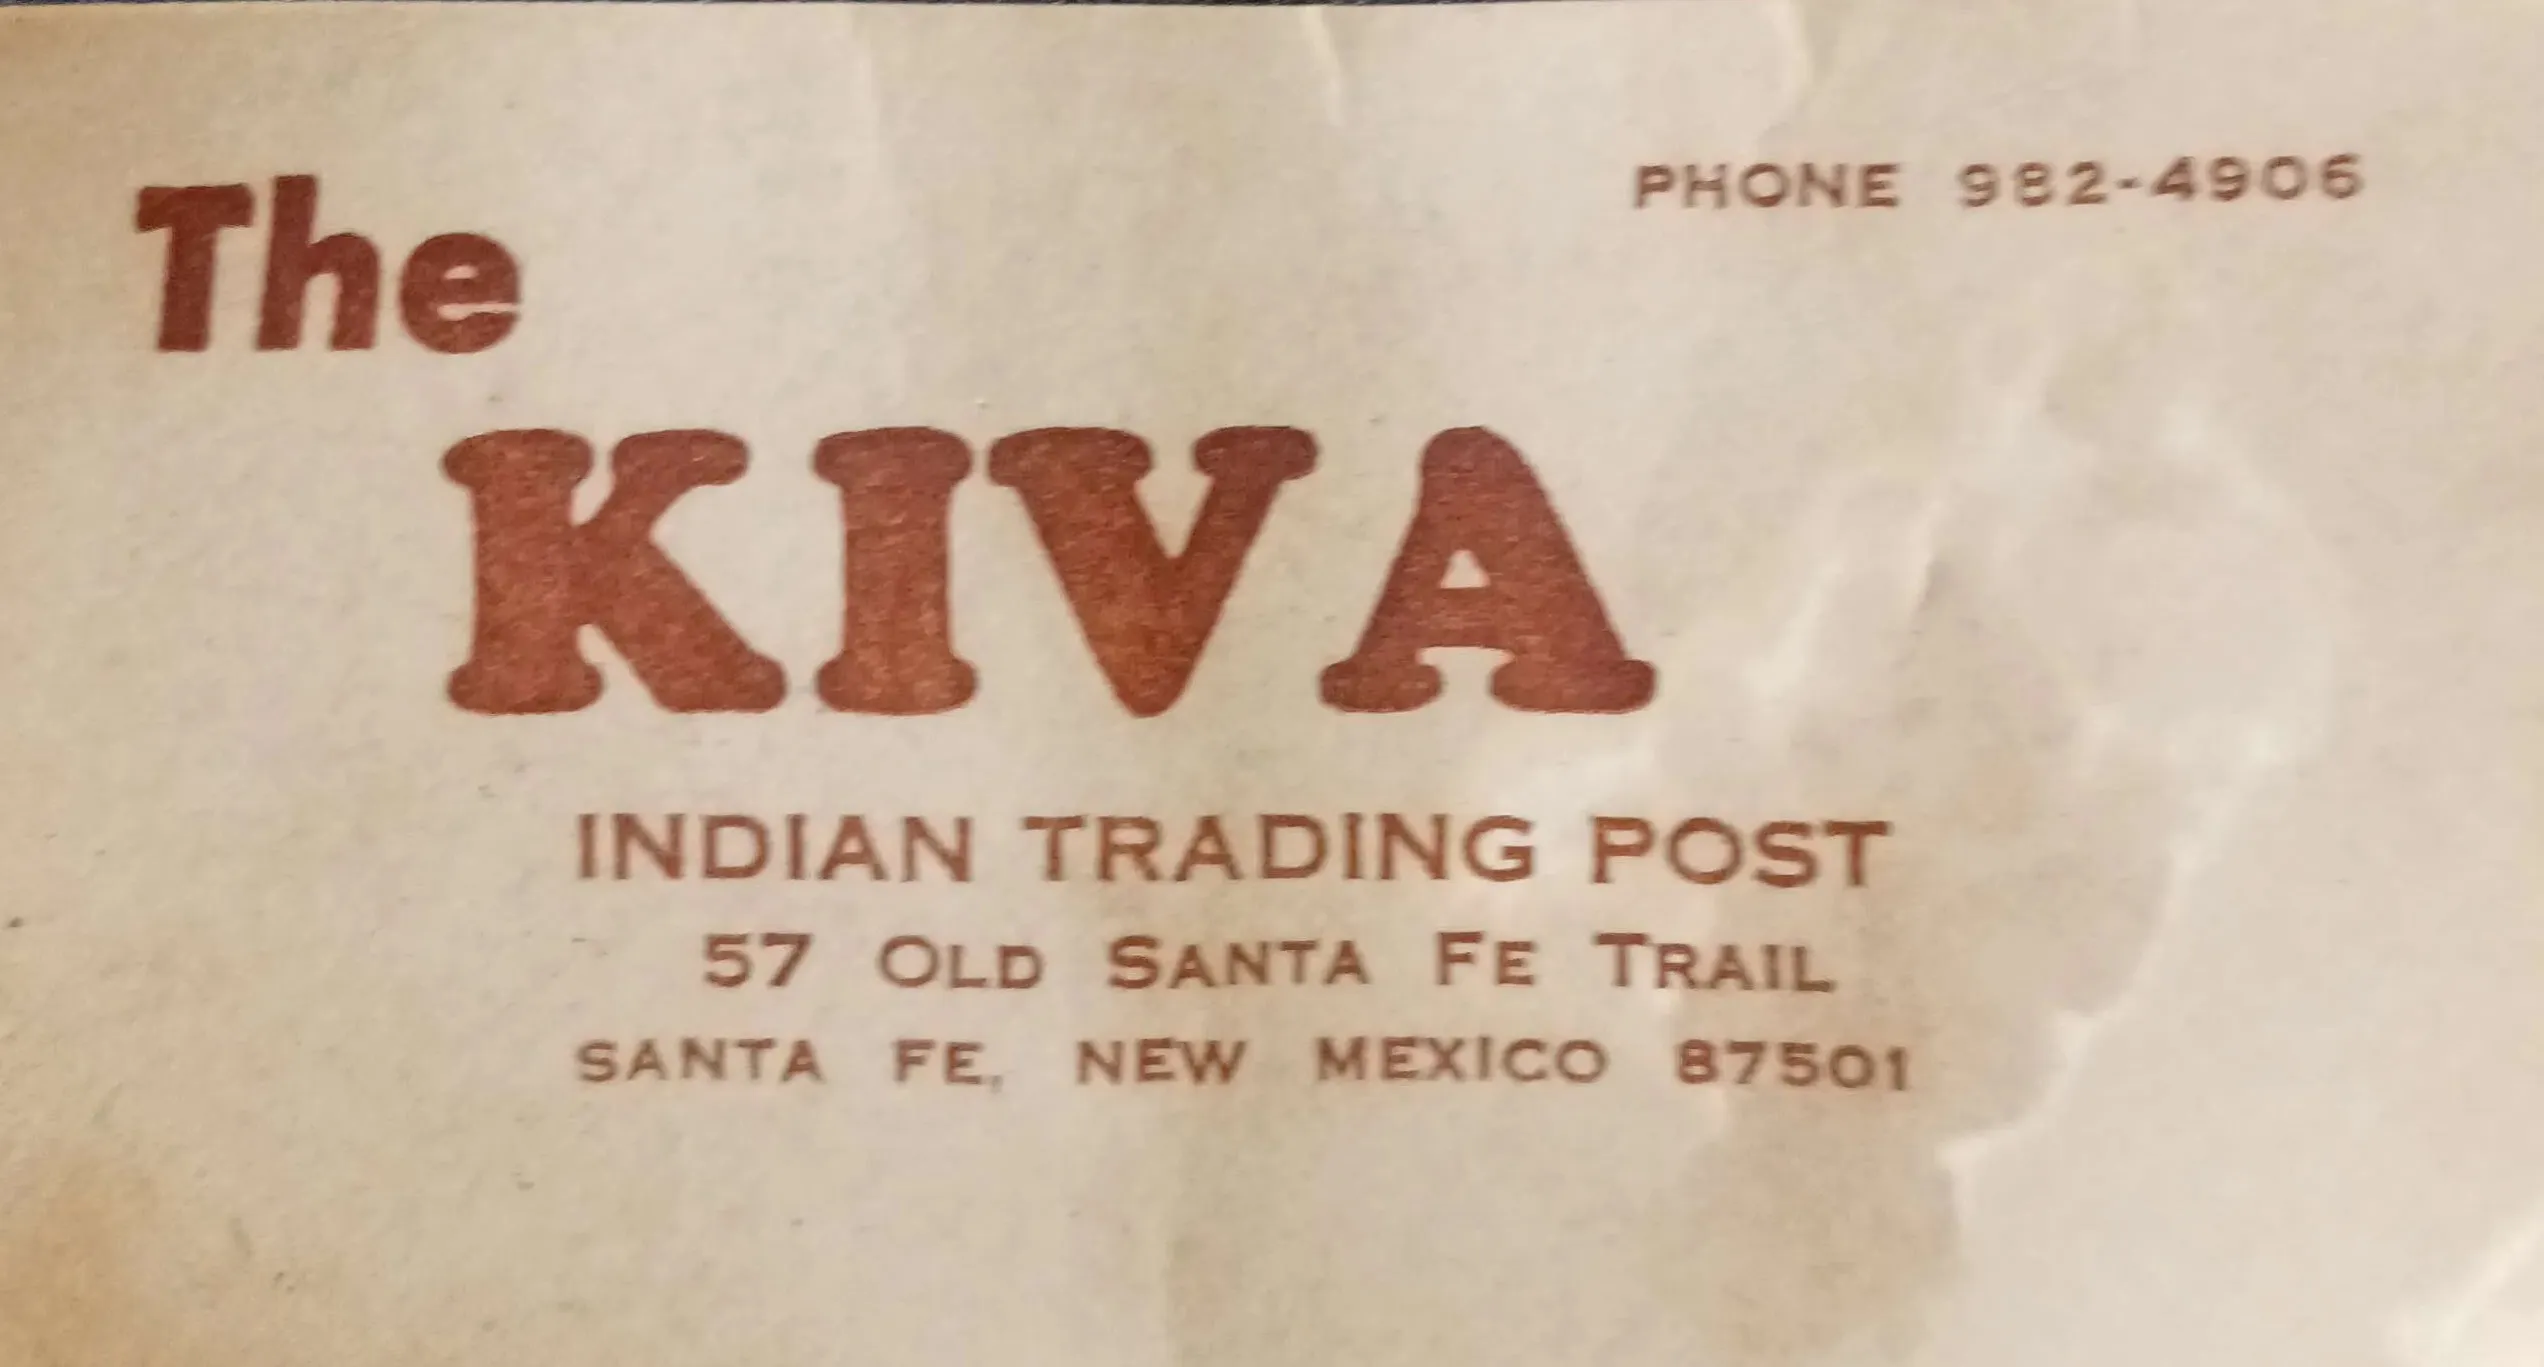 The
PHONE 982-4906
KIVA
INDIAN TRADING POST
57 OLD SANTA FE TRAIL
SANTA FE, NEW MEXICO 87501